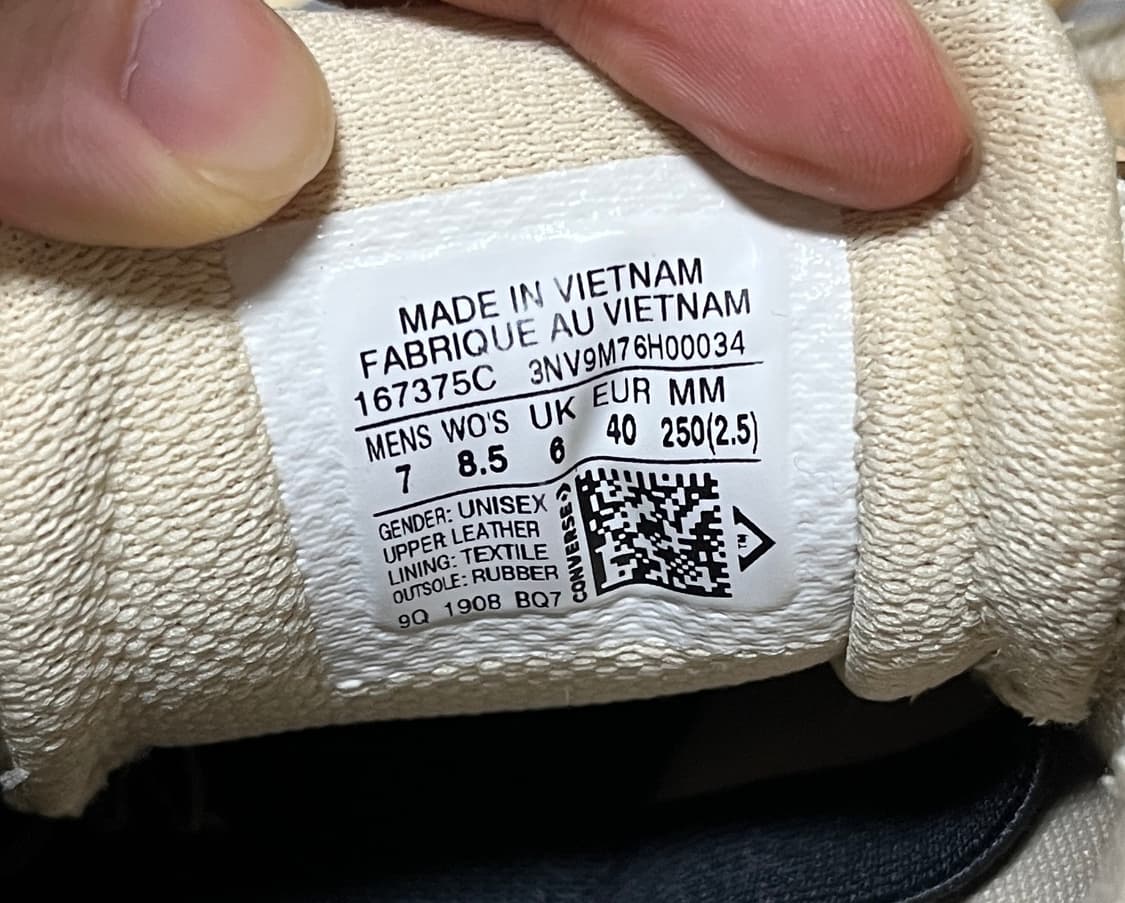 MADE IN VIETNAM
FABRIQUE AU VIETNAM
167375C 3NV9M76H00034
MENS WO'S UK EUR MM
7 8.5 6 40 250(2.5)
GENDER: UNISEX
UPPER LEATHER
LINING: TEXTILE
OUTSOLE: RUBBER
9Q 1908 BQ7
CONVERSE